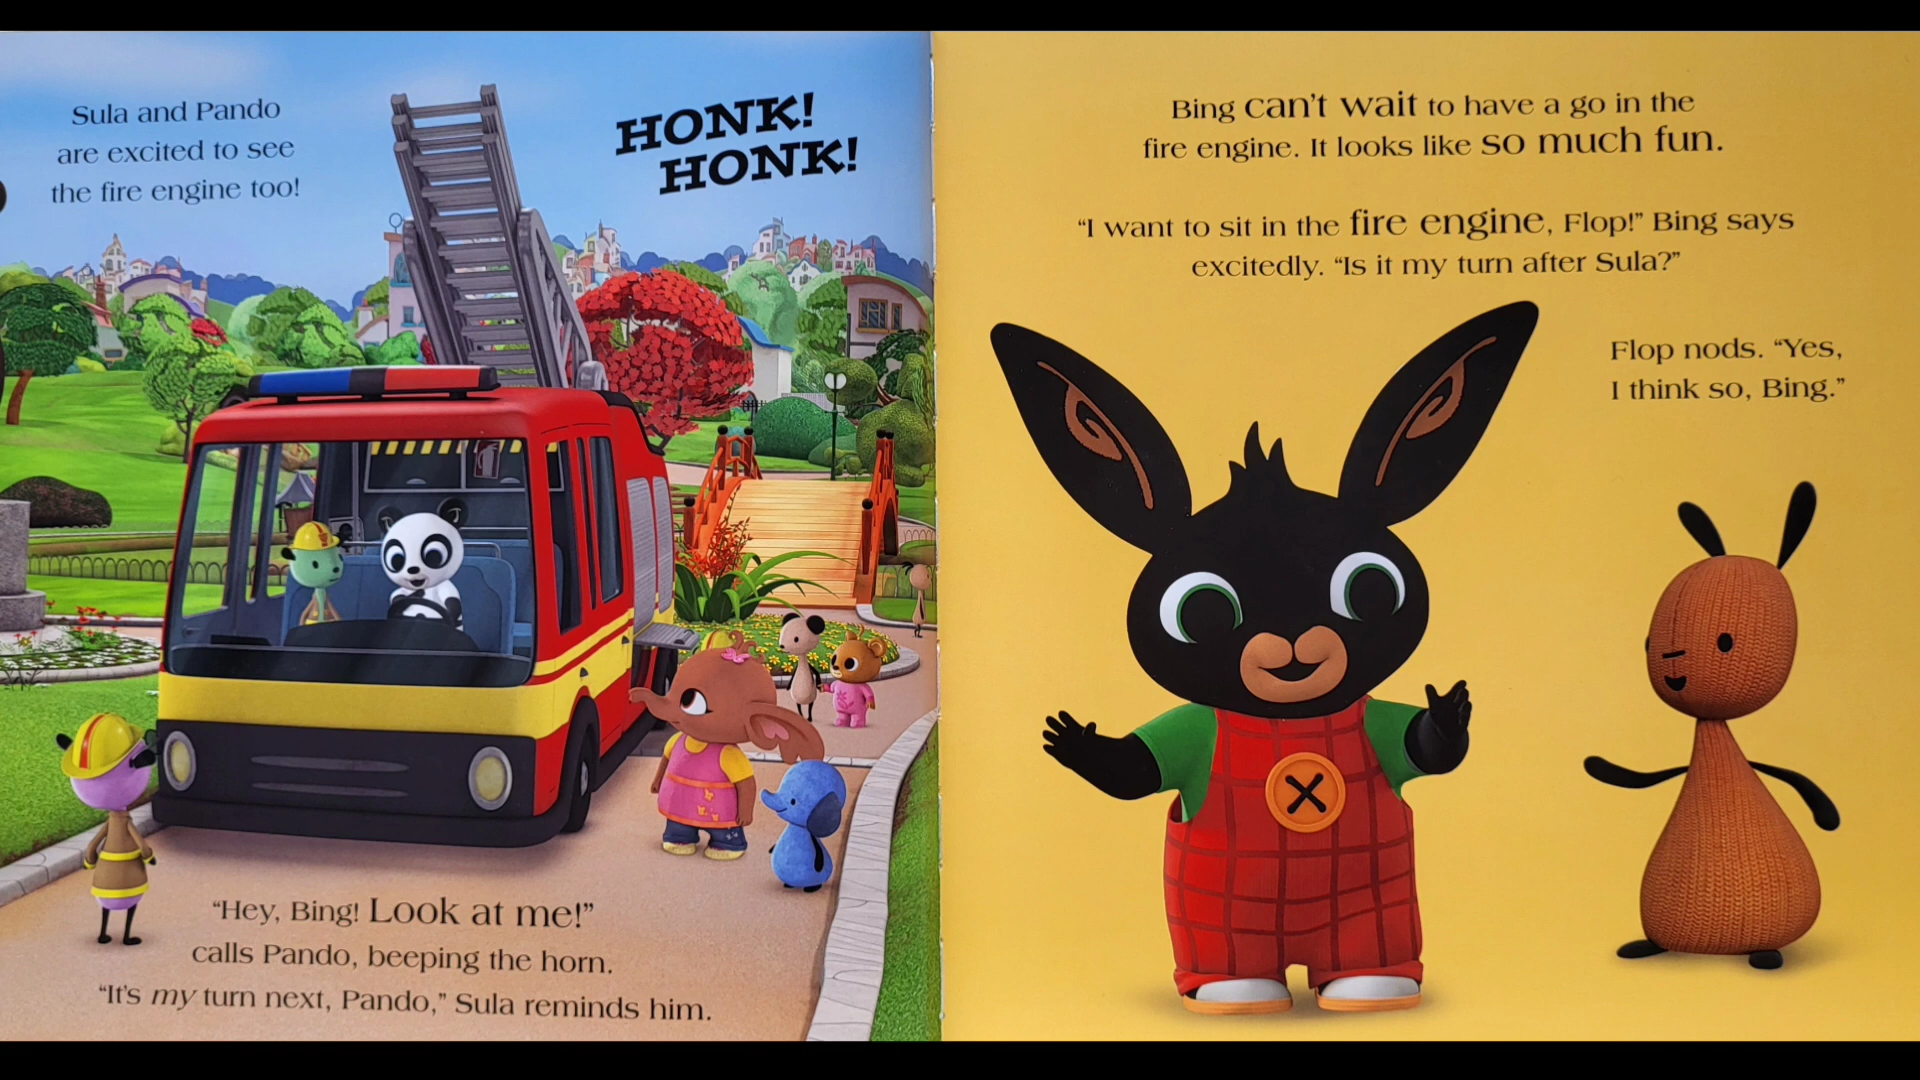 Sula and Pando
are excited to see
the fire engine too!
HONK!
HONK!
“Hey, Bing! Look at me!”
calls Pando, beeping the horn.
“It’s my turn next, Pando,” Sula reminds him.
Bing can’t wait to have a go in the
fire engine. It looks like so much fun.
“I want to sit in the fire engine, Flop!” Bing says
excitedly. “Is it my turn after Sula?”
Flop nods. “Yes,
I think so, Bing.”